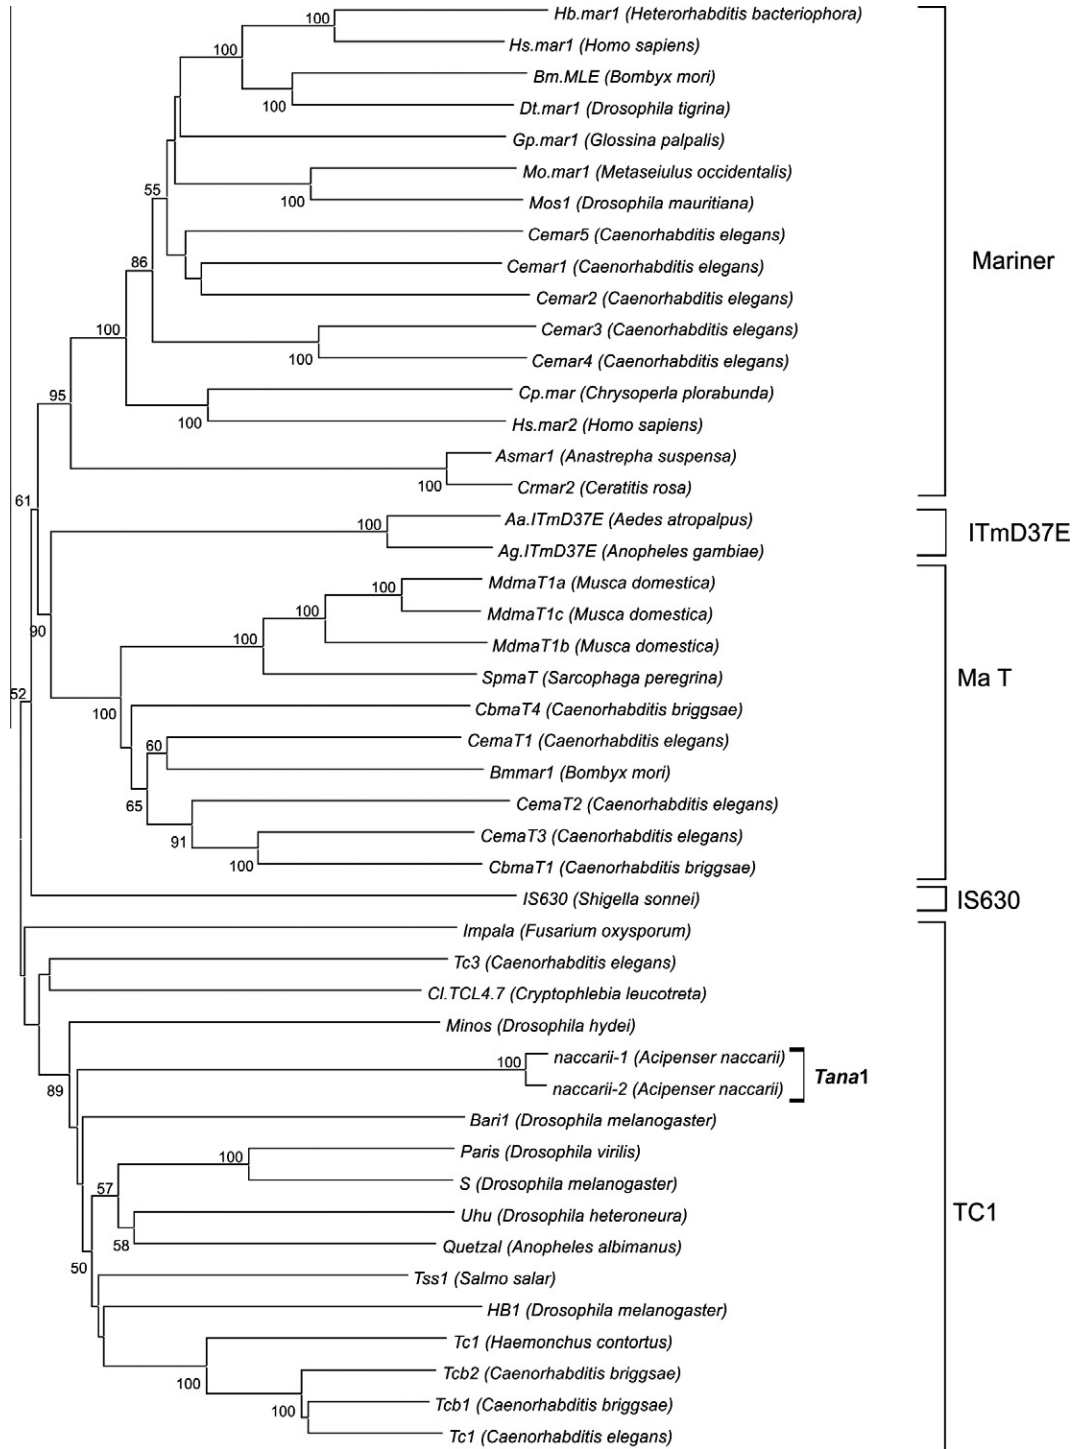 Hb.mar1 (Heterorhabditis bacteriophora)
100
Hs.mar1 (Homo sapiens)
100
Bm.MLE (Bombyx mori)
100
Dt.mar1 (Drosophila tigrina)
Gp.mar1 (Glossina palpalis)
Mo.mar1 (Metaseiulus occidentalis)
55
100
Mos1 (Drosophila mauritiana)
Cemar5 (Caenorhabditis elegans)
86
Cemar1 (Caenorhabditis elegans)
Mariner
Cemar2 (Caenorhabditis elegans)
100
Cemar3 (Caenorhabditis elegans)
100
Cemar4 (Caenorhabditis elegans)
95
Cp.mar (Chrysoperla plorabunda)
100
Hs.mar2 (Homo sapiens)
Asmar1 (Anastrepha suspensa)
100
Crmar2 (Ceratitis rosa)
61
100
Aa.ITmD37E (Aedes atropalpus)
ITmD37E
Ag.ITmD37E (Anopheles gambiae)
100
MdmaT1a (Musca domestica)
100
MdmaT1c (Musca domestica)
90
100
MdmaT1b (Musca domestica)
SpmaT (Sarcophaga peregrina)
Ma T
52
100
CbmaT4 (Caenorhabditis briggsae)
60
CemaT1 (Caenorhabditis elegans)
Bmmar1 (Bombyx mori)
65
CemaT2 (Caenorhabditis elegans)
91
CemaT3 (Caenorhabditis elegans)
100
CbmaT1 (Caenorhabditis briggsae)
IS630 (Shigella sonnei)
IS630
Impala (Fusarium oxysporum)
Tc3 (Caenorhabditis elegans)
Cl.TCL4.7 (Cryptophlebia leucotreta)
Minos (Drosophila hydei)
100
naccarii-1 (Acipenser naccarii)
Tana1
89
naccarii-2 (Acipenser naccarii)
Bari1 (Drosophila melanogaster)
100
Paris (Drosophila virilis)
57
S (Drosophila melanogaster)
TC1
Uhu (Drosophila heteroneura)
58
Quetzal (Anopheles albimanus)
50
Tss1 (Salmo salar)
HB1 (Drosophila melanogaster)
Tc1 (Haemonchus contortus)
100
Tcb2 (Caenorhabditis briggsae)
100
Tcb1 (Caenorhabditis briggsae)
Tc1 (Caenorhabditis elegans)